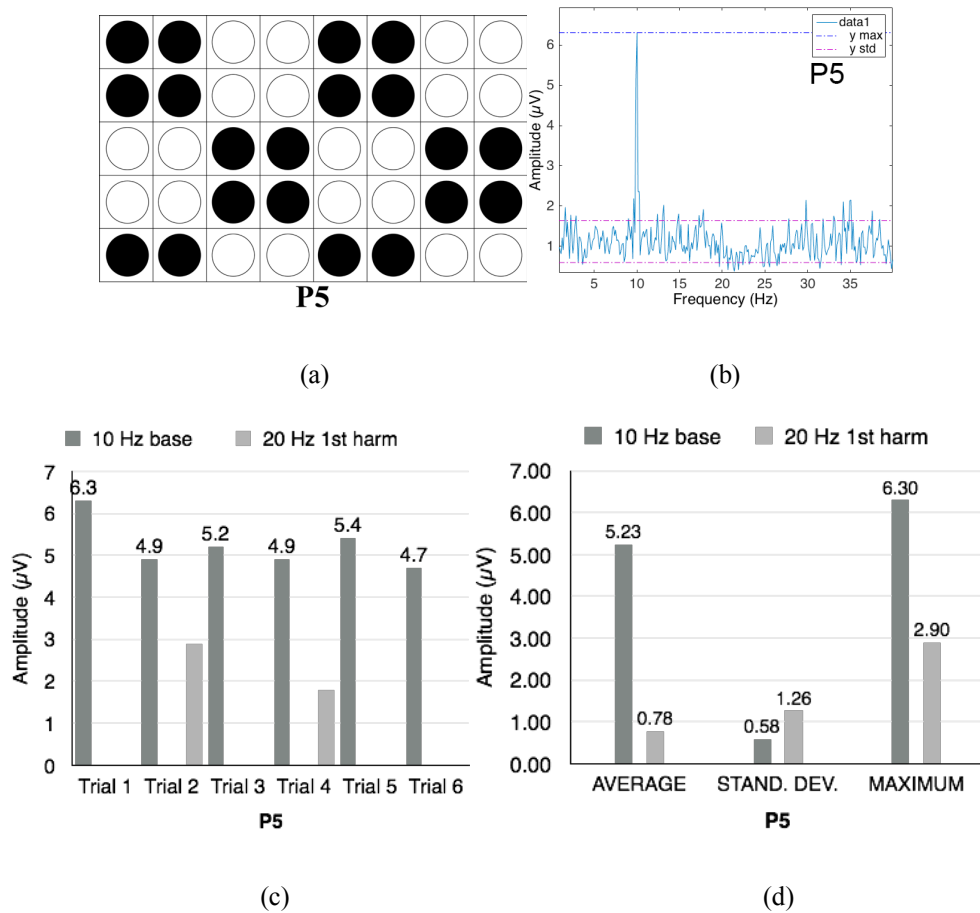 P5
(a)
data1
y max
y std
P5
6
5
4
3
2
1
Amplitude (µV)
5 10 15 20 25 30 35
Frequency (Hz)
(b)
10 Hz base 20 Hz 1st harm
7
6
5
4
3
2
1
0
Amplitude (µV)
6.3
4.9
5.2
4.9
5.4
4.7
Trial 1 Trial 2 Trial 3 Trial 4 Trial 5 Trial 6
P5
(c)
10 Hz base 20 Hz 1st harm
7.00
6.00
5.00
4.00
3.00
2.00
1.00
0.00
Amplitude (µV)
5.23
0.78
0.58
1.26
6.30
2.90
AVERAGE STAND. DEV. MAXIMUM
P5
(d)